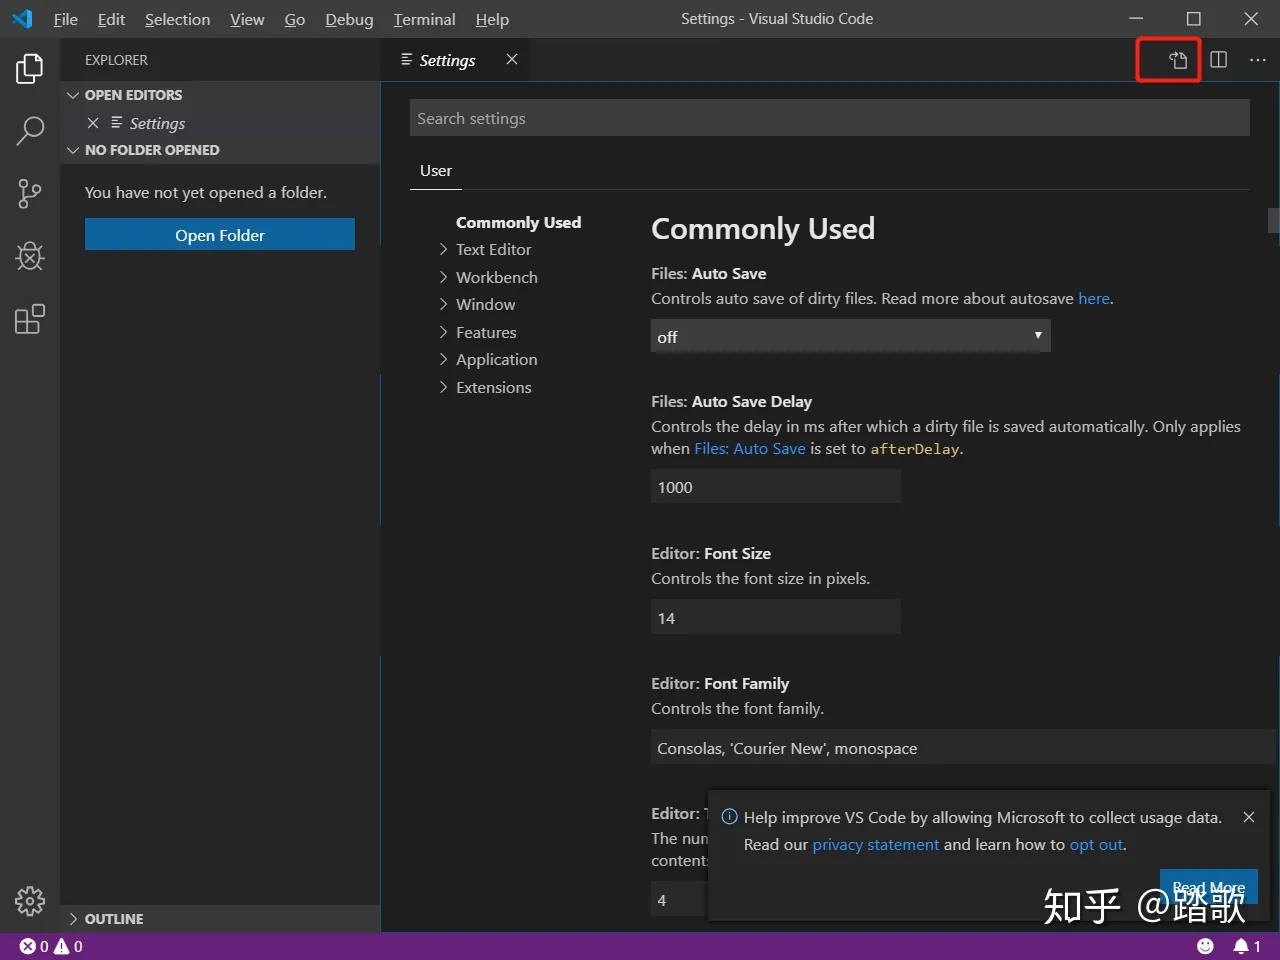 File Edit Selection View Go Debug Terminal Help
Settings - Visual Studio Code
EXPLORER
OPEN EDITORS
Settings
NO FOLDER OPENED
You have not yet opened a folder.
Open Folder
OUTLINE
Settings
Search settings
User
Commonly Used
Text Editor
Workbench
Window
Features
Application
Extensions
Commonly Used
Files: Auto Save
Controls auto save of dirty files. Read more about autosave here.
off
Files: Auto Save Delay
Controls the delay in ms after which a dirty file is saved automatically. Only applies
when Files: Auto Save is set to afterDelay.
1000
Editor: Font Size
Controls the font size in pixels.
14
Editor: Font Family
Controls the font family.
Consolas, 'Courier New', monospace
Editor:
The
4
Help improve VS Code by allowing Microsoft to collect usage data.
Read our privacy statement and learn how to opt out.
Read More
知乎 @踏歌
0 0
1